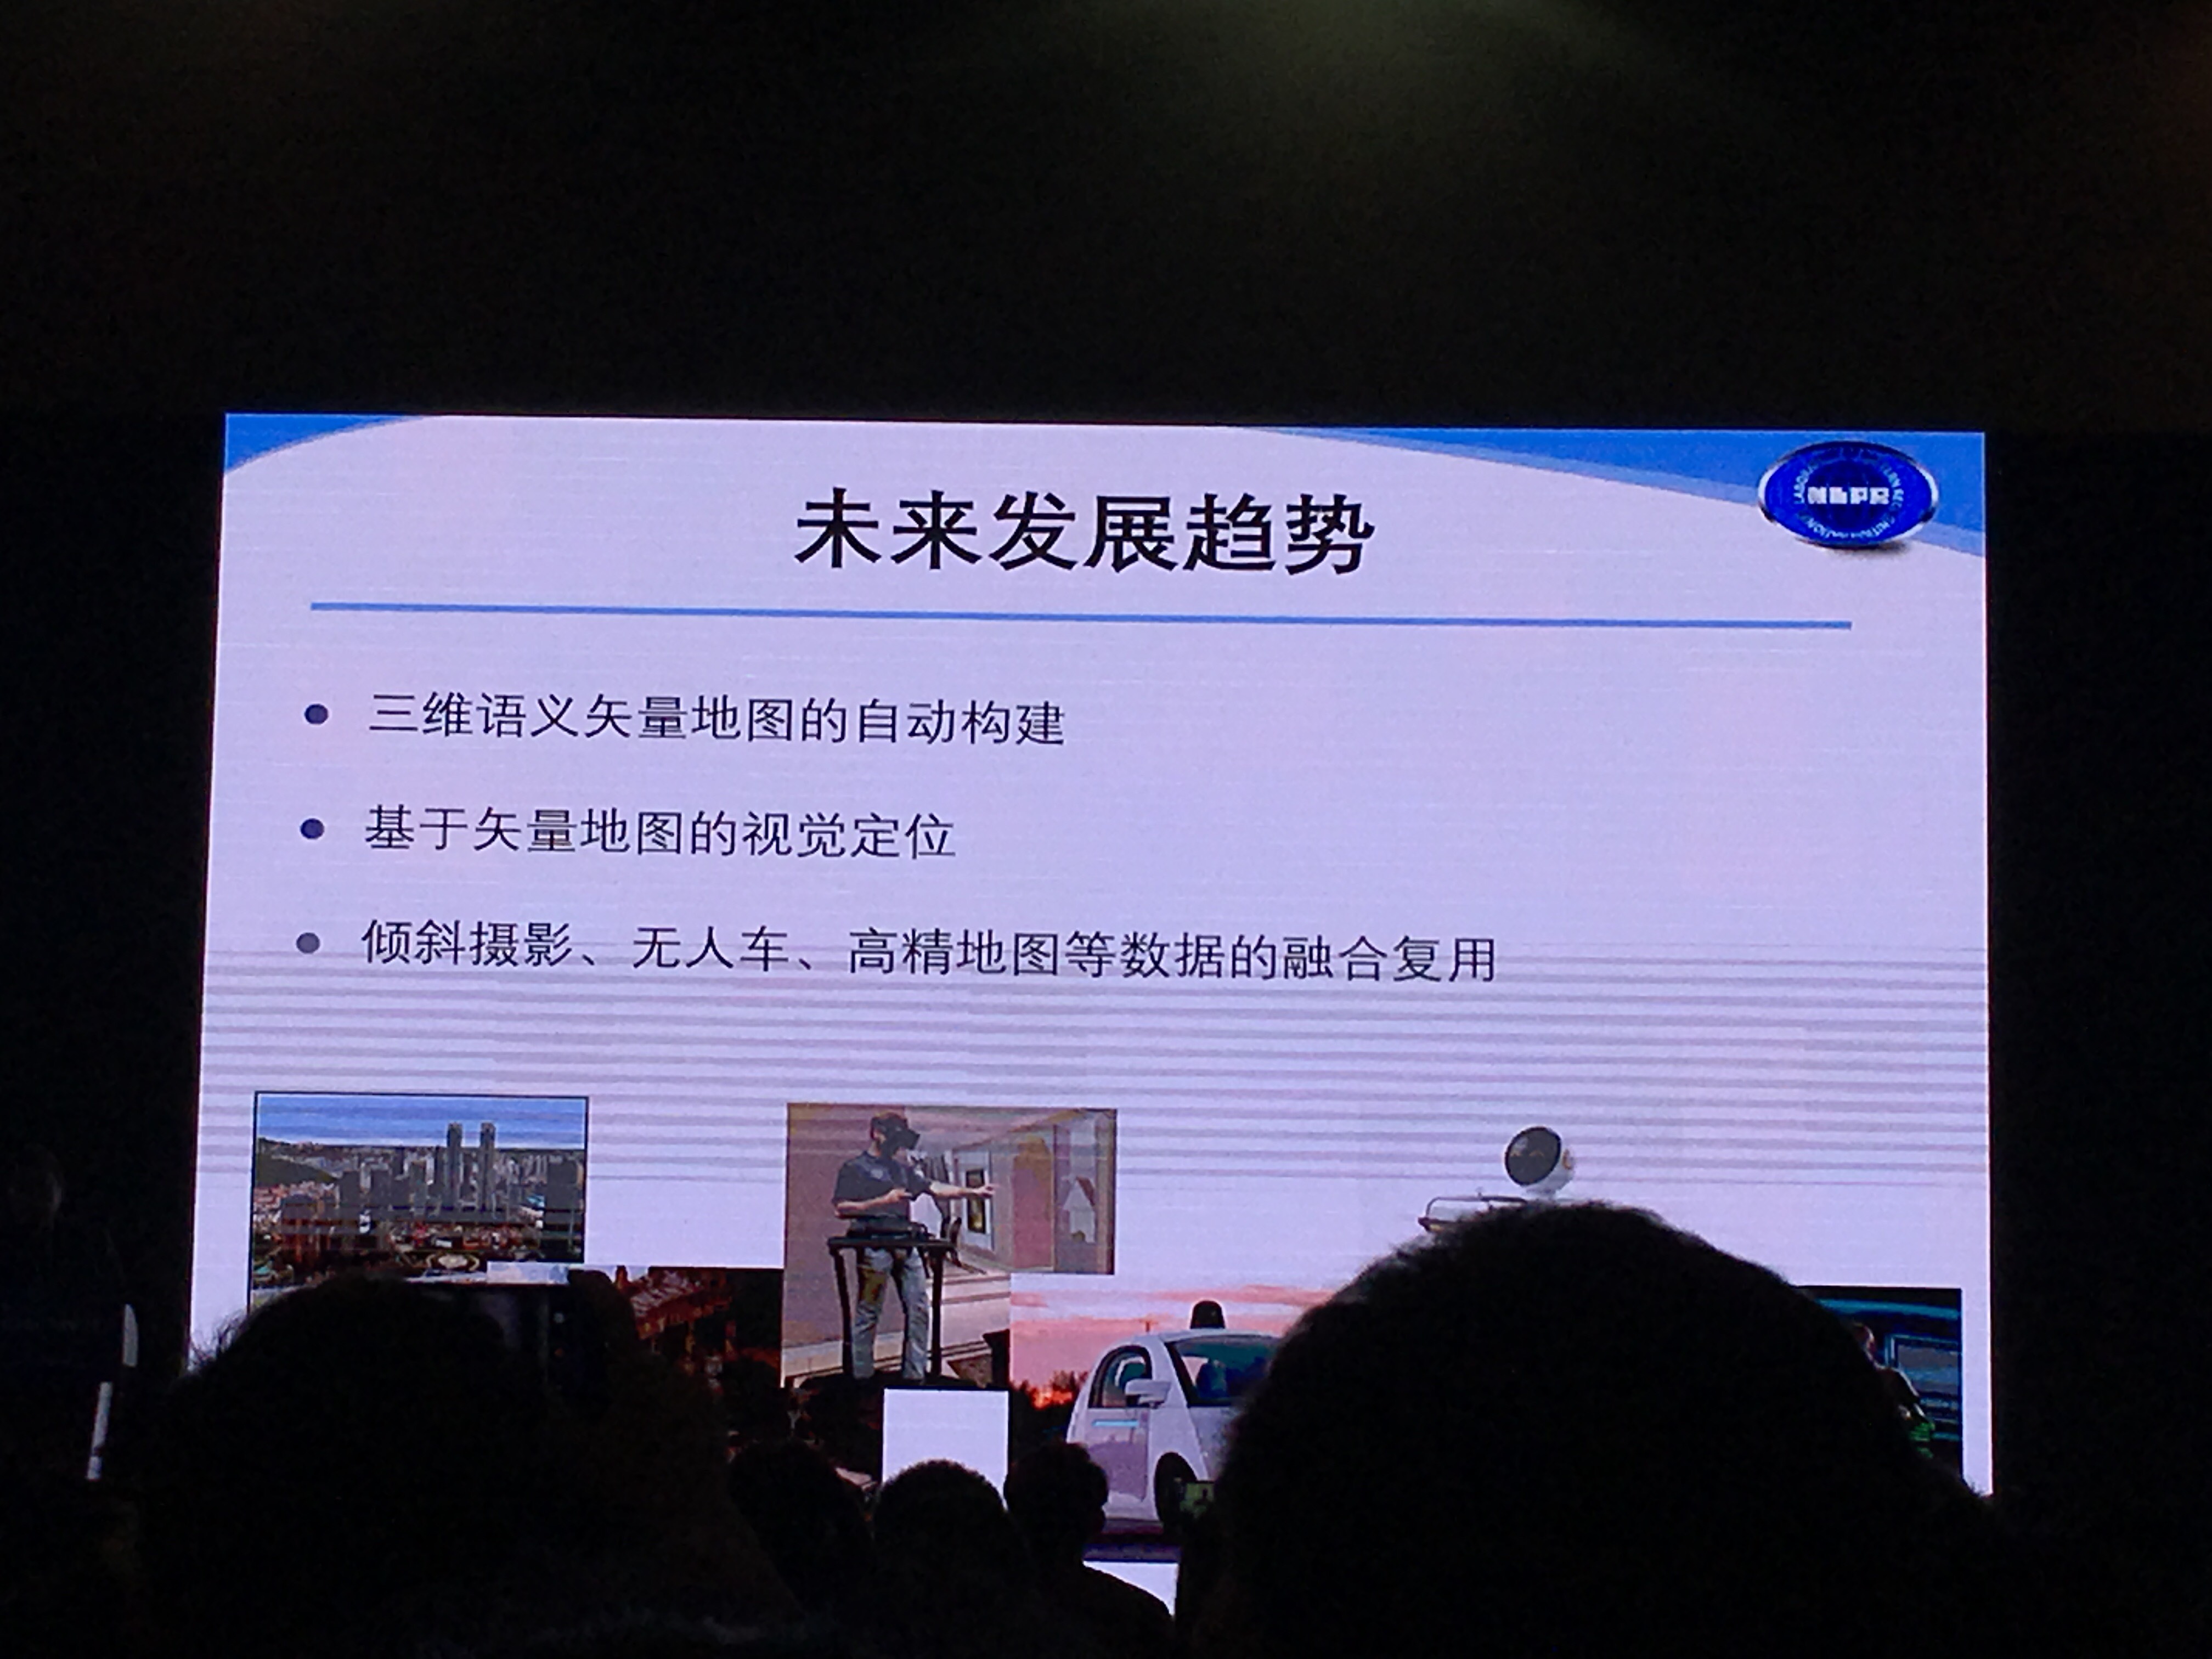 未来发展趋势
NLPR
三维语义矢量地图的自动构建
基于矢量地图的视觉定位
倾斜摄影、无人车、高精地图等数据的融合复用